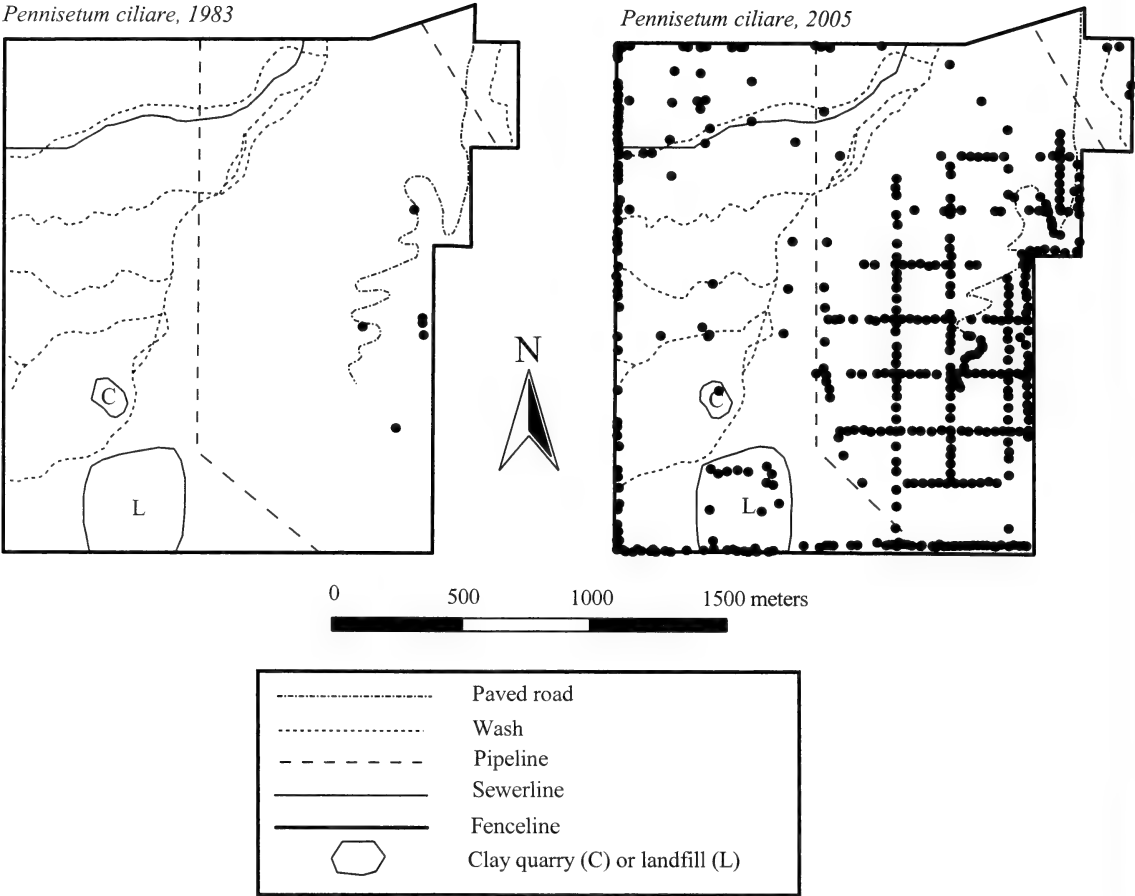 Pennisetum ciliare, 1983
Pennisetum ciliare, 2005
C
L
N
C
L
0 500 1000 1500 meters
Paved road
Wash
Pipeline
Sewerline
Fenceline
Clay quarry (C) or landfill (L)